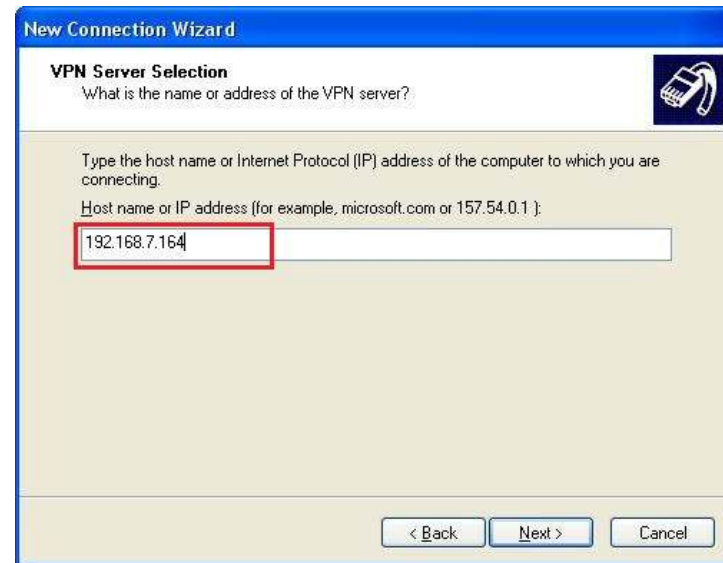 New Connection Wizard
VPN Server Selection
What is the name or address of the VPN server?
Type the host name or Internet Protocol (IP) address of the computer to which you are
connecting.
Host name or IP address (for example, microsoft.com or 157.54.0.1 ):
192.168.7.164
< Back Next > Cancel